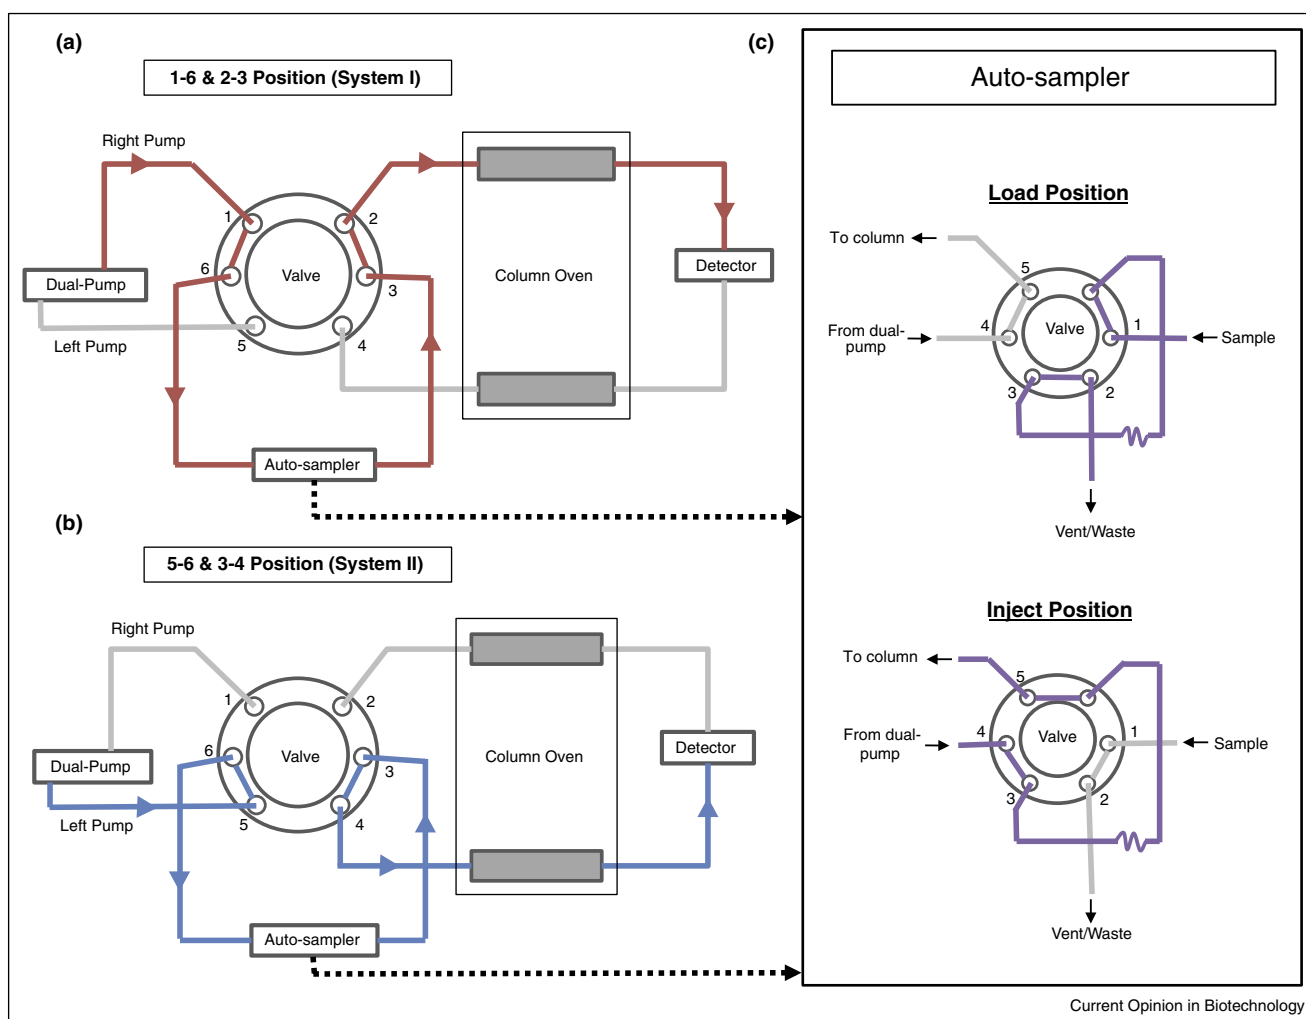 (a)
1-6 & 2-3 Position (System I)
Right Pump
1
2
6
Valve
3
Dual-Pump
Left Pump
5
4
Column Oven
Detector
Auto-sampler
(b)
5-6 & 3-4 Position (System II)
Right Pump
1
2
6
Valve
3
Dual-Pump
Left Pump
5
4
Column Oven
Detector
Auto-sampler
(c)
Auto-sampler
Load Position
To column
5
From dual-
pump
4
Valve
1
Sample
3
2
Vent/Waste
Inject Position
To column
5
From dual-
pump
4
Valve
1
Sample
3
2
Vent/Waste
Current Opinion in Biotechnology